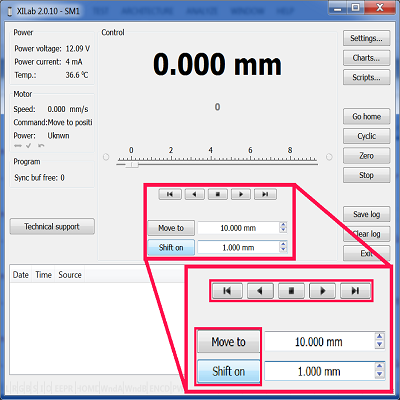 XILab 2.0.10 - SM1
Power
Power voltage: 12.09 V
Power current: 4 mA
Temp.: 36.6 ºC
Motor
Speed: 0.000 mm/s
Command:Move to positi
Power: Uknwn
Program
Sync buf free: 0
Technical support
Control
0.000 mm
0
0 2 4 6 8
Move to 10.000 mm
Shift on 1.000 mm
Settings...
Charts...
Scripts...
Go home
Cyclic
Zero
Stop
Save log
Clear log
Exit
Date Time Source
Move to 10.000 mm
Shift on 1.000 mm